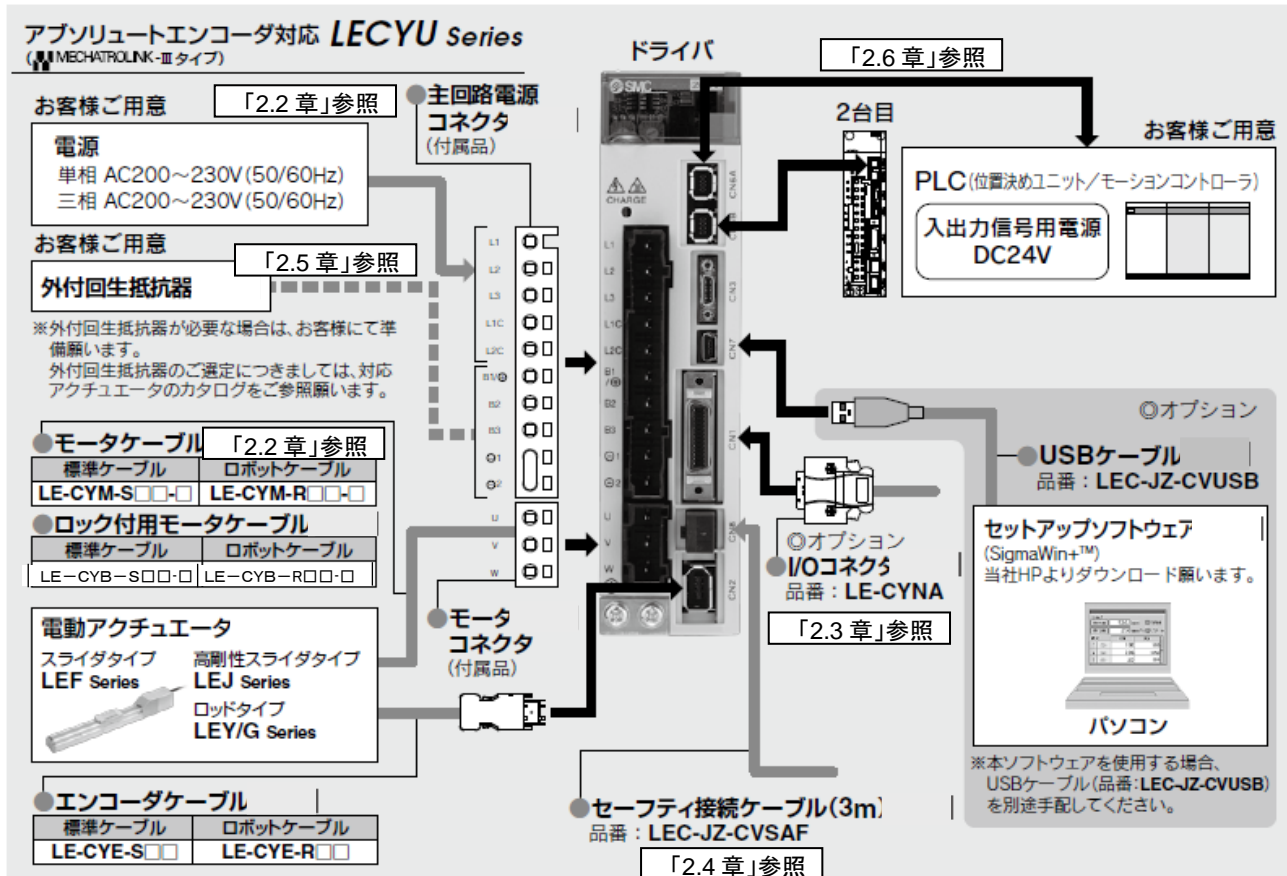 アブソリュートエンコーダ対応 LECYU Series
(MECHATROLINK-Ⅲタイプ)
お客様ご用意
「2.2 章」参照
電源
単相 AC200～230V(50/60Hz)
三相 AC200～230V(50/60Hz)
お客様ご用意
「2.5 章」参照
外付回生抵抗器
※外付回生抵抗器が必要な場合は、お客様にて準
備願います。
外付回生抵抗器のご選定につきましては、対応
アクチュエータのカタログをご参照願います。
●モータケーブル
「2.2 章」参照
標準ケーブル ロボットケーブル
LE-CYM-S□□-□ LE-CYM-R□□-□
●ロック付用モータケーブル
標準ケーブル ロボットケーブル
LE-CYB-S□□-□ LE-CYB-R□□-□
電動アクチュエータ
スライダタイプ
LEF Series
高剛性スライダタイプ
LEJ Series
ロッドタイプ
LEY/G Series
●エンコーダケーブル
標準ケーブル ロボットケーブル
LE-CYE-S□□ LE-CYE-R□□
●主回路電源
コネクタ
(付属品)
L1
L2
L3
L1C
L2C
B1/⊕
B2
B3
⊖1
⊖2
U
V
W
●モータ
コネクタ
(付属品)
ドライバ
SMC
CHARGE
L1
L2
L3
L1C
L2C
B1
/⊕
B2
B3
⊖1
⊖2
U
V
W
CN6A
CN3
CN7
CN1
CN8
CN2
「2.6 章」参照
2台目
お客様ご用意
PLC(位置決めユニット／モーションコントローラ)
入出力信号用電源
DC24V
◎オプション
●USBケーブル
品番：LEC-JZ-CVUSB
セットアップソフトウェア
(SigmaWin+™)
当社HPよりダウンロード願います。
パソコン
※本ソフトウェアを使用する場合、
USBケーブル(品番:LEC-JZ-CVUSB)
を別途手配してください。
◎オプション
●I/Oコネクタ
品番：LE-CYNA
「2.3 章」参照
●セーフティ接続ケーブル(3m)
品番：LEC-JZ-CVSAF
「2.4 章」参照